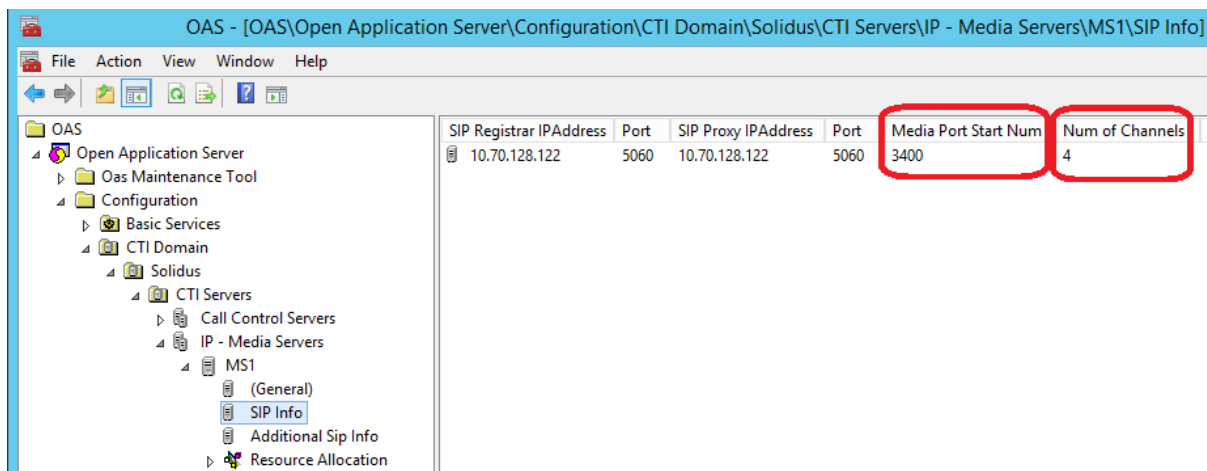 OAS - [OAS\Open Application Server\Configuration\CTI Domain\Solidus\CTI Servers\IP - Media Servers\MS1\SIP Info]
File Action View Window Help
OAS
Open Application Server
Oas Maintenance Tool
Configuration
Basic Services
CTI Domain
Solidus
CTI Servers
Call Control Servers
IP - Media Servers
MS1
(General)
SIP Info
Additional Sip Info
Resource Allocation
SIP Registrar IPAddress Port SIP Proxy IPAddress Port Media Port Start Num Num of Channels
10.70.128.122 5060 10.70.128.122 5060 3400 4